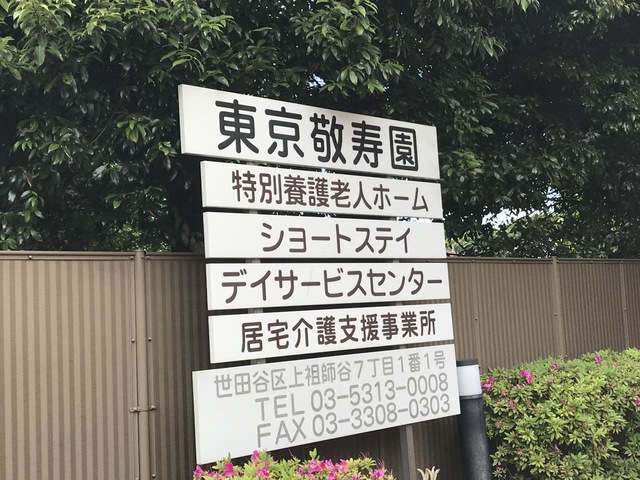 東京敬寿園
特別養護老人ホーム
ショートステイ
デイサービスセンター
居宅介護支援事業所
世田谷区上祖師谷7丁目1番1号
TEL 03-5313-0008
FAX 03-3308-0303